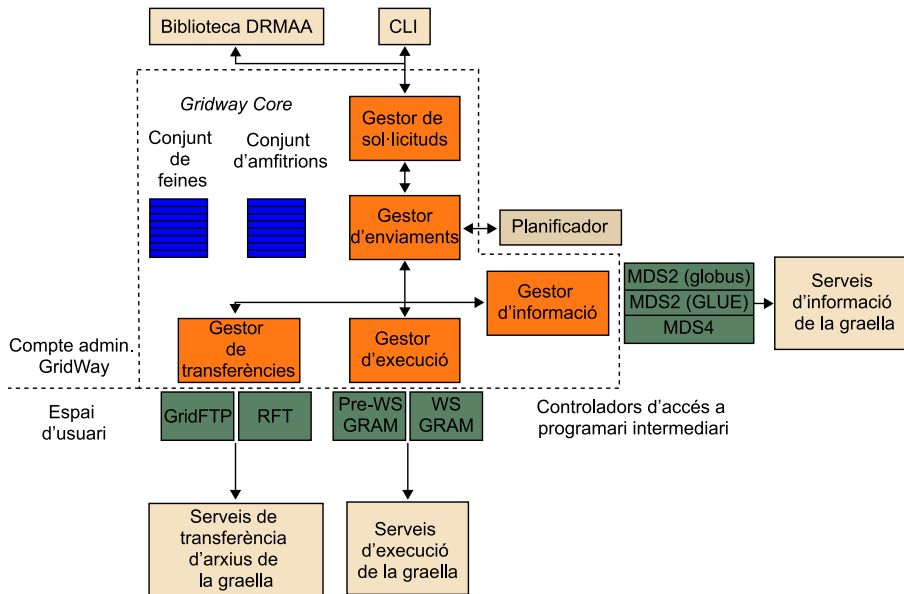 Biblioteca DRMAA
CLI
Gridway Core
Conjunt
de
feines
Conjunt
d'amfitrions
Gestor de
sol·licituds
Gestor
d'enviaments
Planificador
Gestor
d'informació
MDS2 (globus)
MDS2 (GLUE)
MDS4
Serveis
d'informació
de la graella
Gestor
de
transferències
Gestor
d'execució
Compte admin.
GridWay
Espai
d'usuari
GridFTP
RFT
Pre-WS
GRAM
WS
GRAM
Controladors d'accés a
programari intermediari
Serveis de
transferència
d'arxius de
la graella
Serveis
d'execució
de la graella